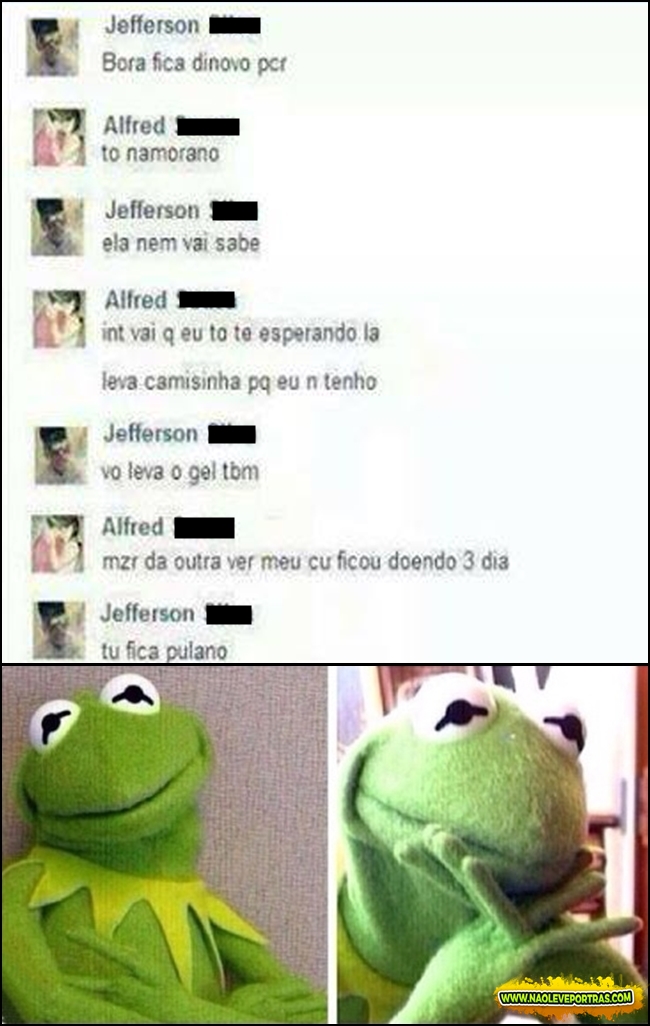 Jefferson
Bora fica dinovo pcr
Alfred
to namorano
Jefferson
ela nem vai sabe
Alfred
int vai q eu to te esperando la
leva camisinha pq eu n tenho
Jefferson
vo leva o gel tbm
Alfred
mzr da outra ver meu cu ficou doendo 3 dia
Jefferson
tu fica pulano
WWW.NAOLEVEPORTRAS.COM